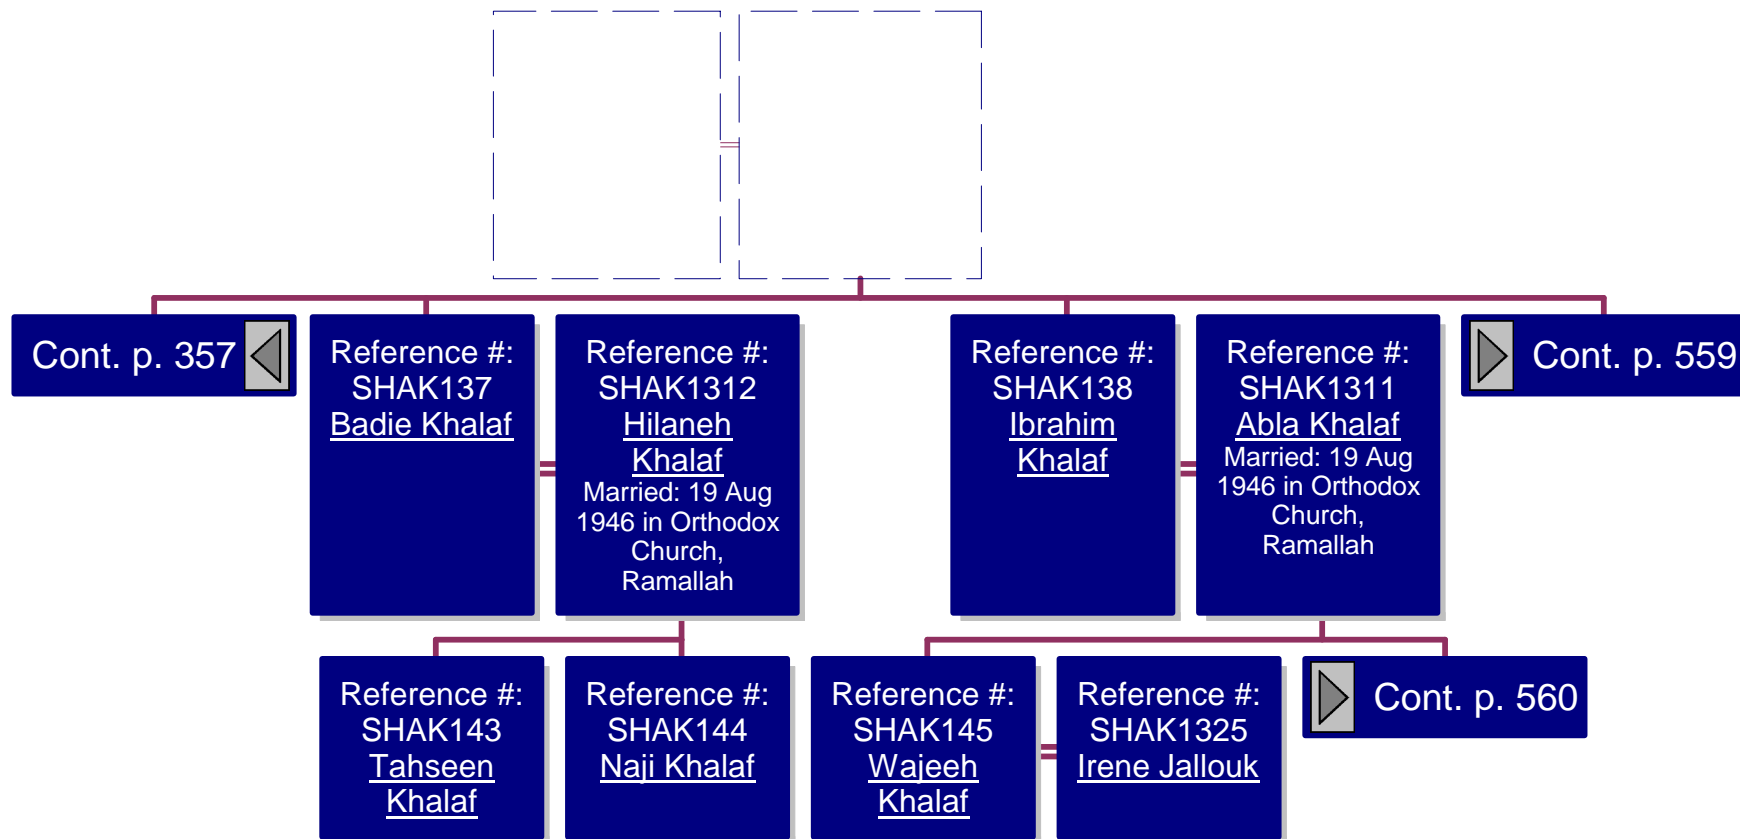 Cont. p. 357
Reference #:
SHAK137
Badie Khalaf
Reference #:
SHAK1312
Hilaneh
Khalaf
Married: 19 Aug
1946 in Orthodox
Church,
Ramallah
Reference #:
SHAK138
Ibrahim
Khalaf
Reference #:
SHAK1311
Abla Khalaf
Married: 19 Aug
1946 in Orthodox
Church,
Ramallah
Cont. p. 559
Reference #:
SHAK143
Tahseen
Khalaf
Reference #:
SHAK144
Naji Khalaf
Reference #:
SHAK145
Wajeeh
Khalaf
Reference #:
SHAK1325
Irene Jallouk
Cont. p. 560